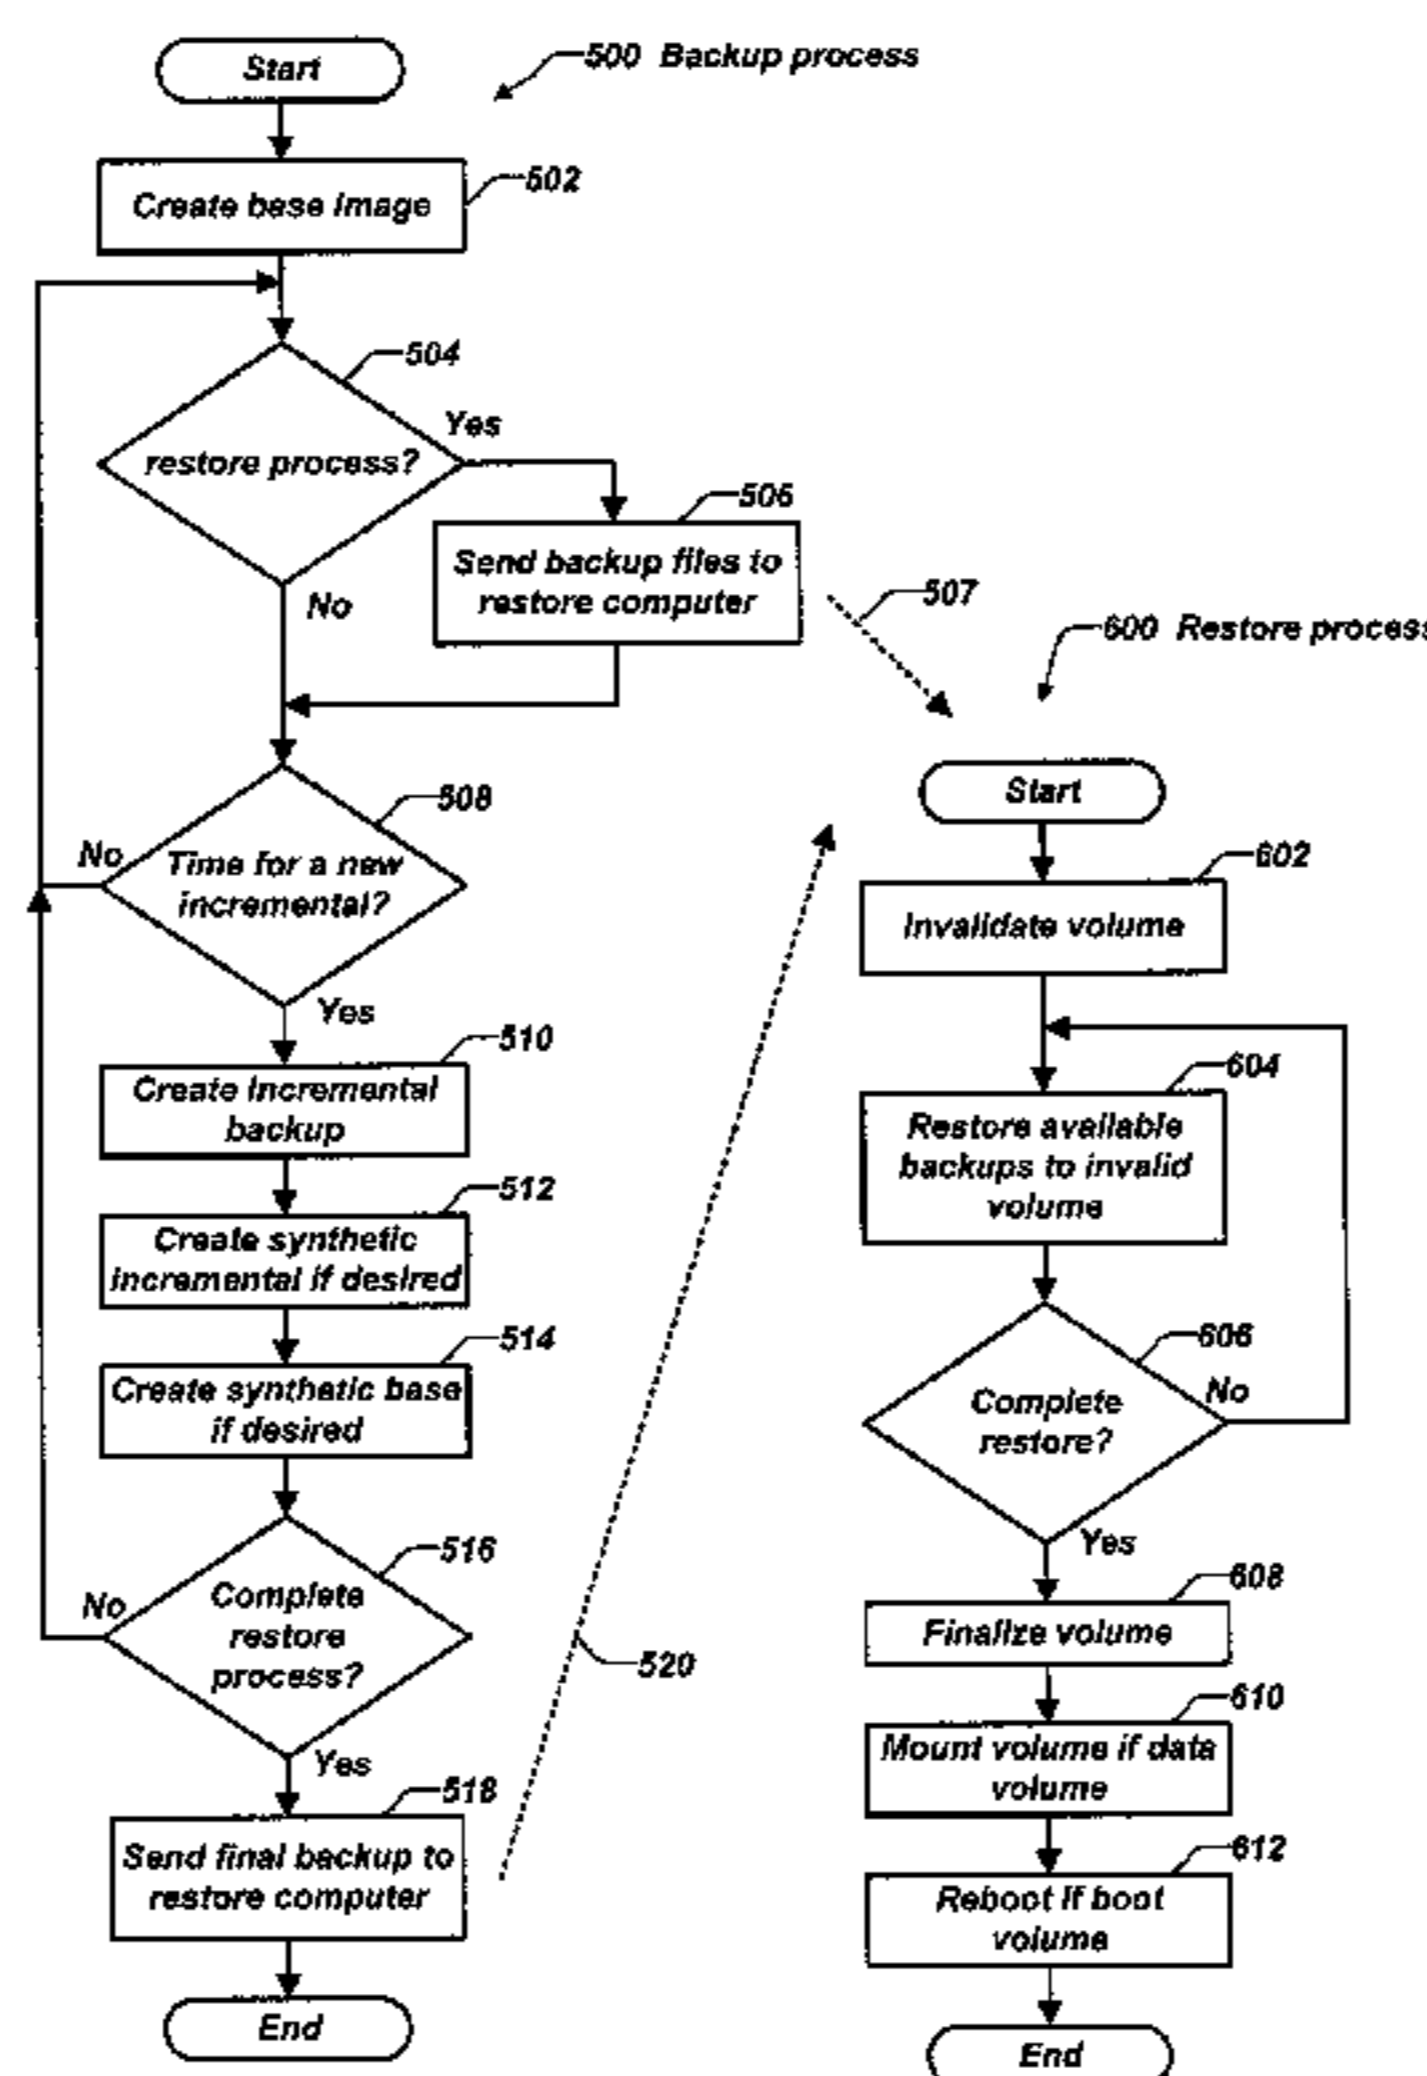 Start
500 Backup process
Create base image
502
504
restore process?
Yes
No
506
Send backup files to
restore computer
507
600 Restore process
508
Time for a new
incremental?
No
Yes
510
Create incremental
backup
512
Create synthetic
incremental if desired
514
Create synthetic base
if desired
516
Complete
restore
process?
No
Yes
518
Send final backup to
restore computer
520
End
Start
602
Invalidate volume
604
Restore available
backups to invalid
volume
606
Complete
restore?
No
Yes
608
Finalize volume
610
Mount volume if data
volume
612
Reboot if boot
volume
End